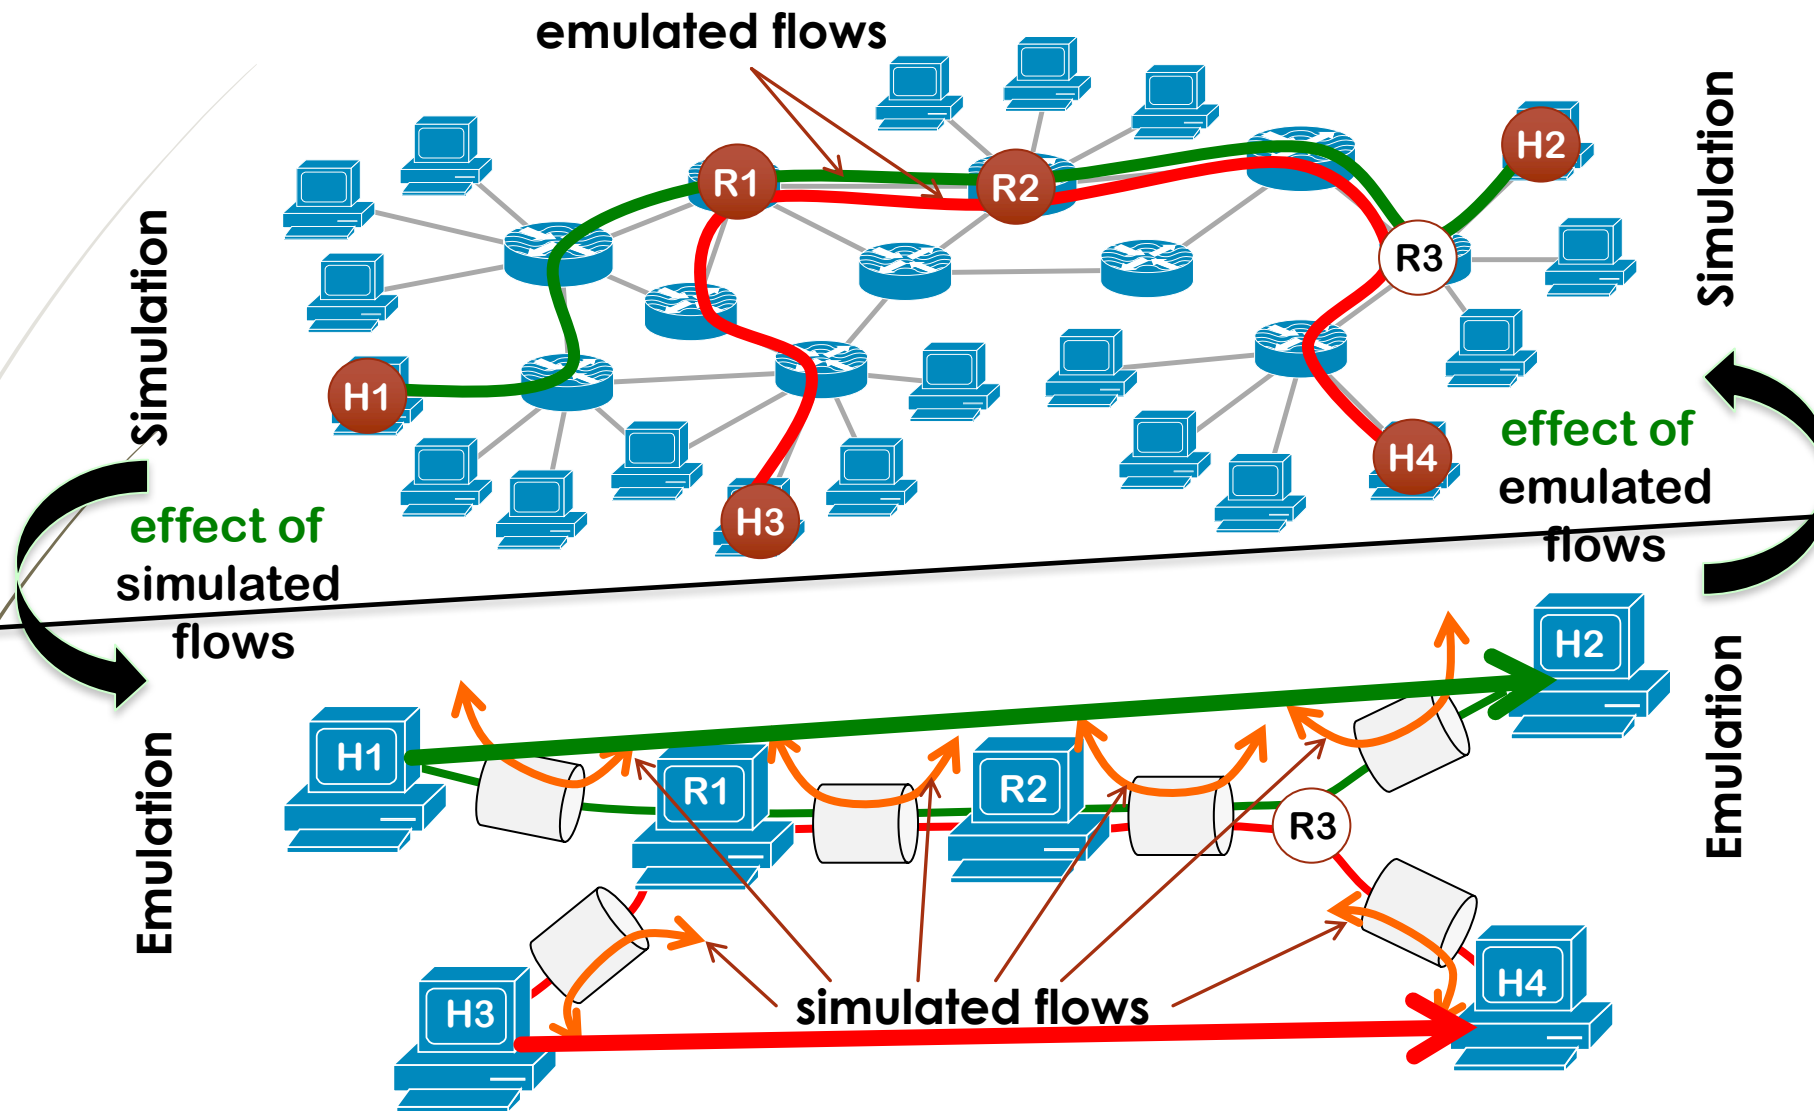 emulated flows
Simulation
Simulation
R1
R2
H2
R3
H1
H4
H3
effect of
emulated
flows
effect of
simulated
flows
Emulation
Emulation
H2
H1
R1
R2
R3
H3
H4
simulated flows